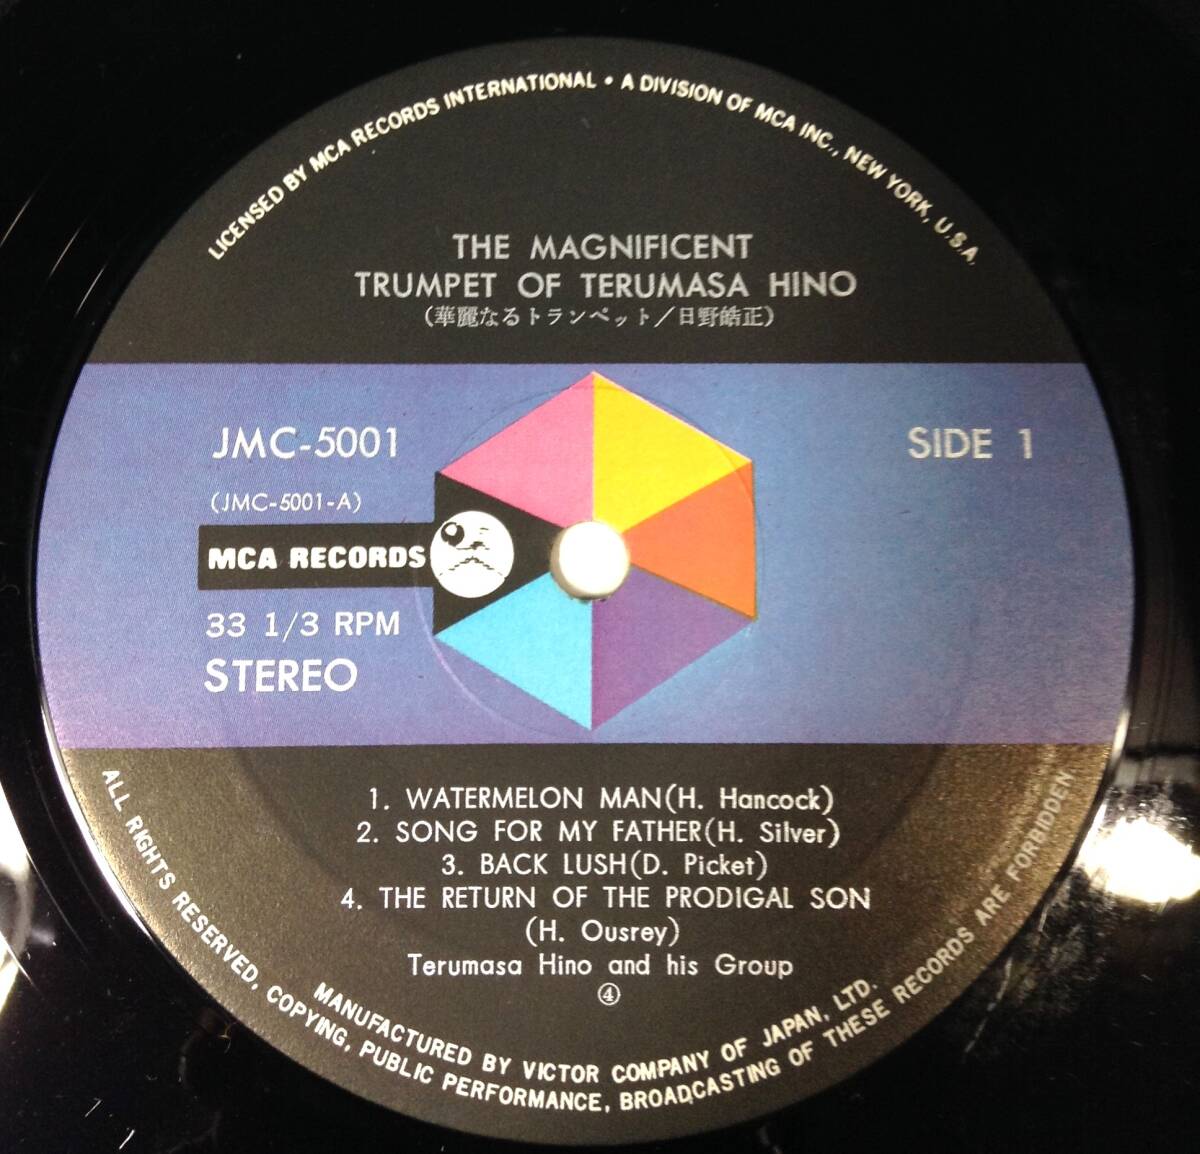 LICENSED BY MCA RECORDS INTERNATIONAL • A DIVISION OF MCA INC., NEW YORK, U.S.A.
THE MAGNIFICENT
TRUMPET OF TERUMASA HINO
(華麗なるトランペット/日野皓正)
JMC-5001
SIDE 1
(JMC-5001-A)
MCA RECORDS
33 1/3 RPM
STEREO
1. WATERMELON MAN(H. Hancock)
2. SONG FOR MY FATHER(H. Silver)
3. BACK LUSH(D. Picket)
4. THE RETURN OF THE PRODIGAL SON
(H. Ousrey)
Terumasa Hino and his Group
④
MANUFACTURED BY VICTOR COMPANY OF JAPAN, LTD.
ALL RIGHTS RESERVED, COPYING, PUBLIC PERFORMANCE, BROADCASTING OF THESE RECORDS ARE FORBIDDEN